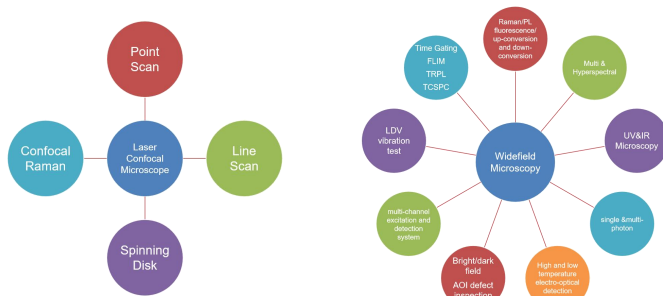 Point
Scan
Confocal
Raman
Laser
Confocal
Microscope
Line
Scan
Spinning
Disk
Raman/PL
fluorescence/
up-conversion
and down-
conversion
Time Gating
FLIM
TRPL
TCSPC
Multi &
Hyperspectral
LDV
vibration
test
Widefield
Microscopy
UV&IR
Microscopy
multi-channel
excitation and
detection
system
single &multi-
photon
Bright/dark
field
AOI defect
inspection
High and low
temperature
electro-optical
detection